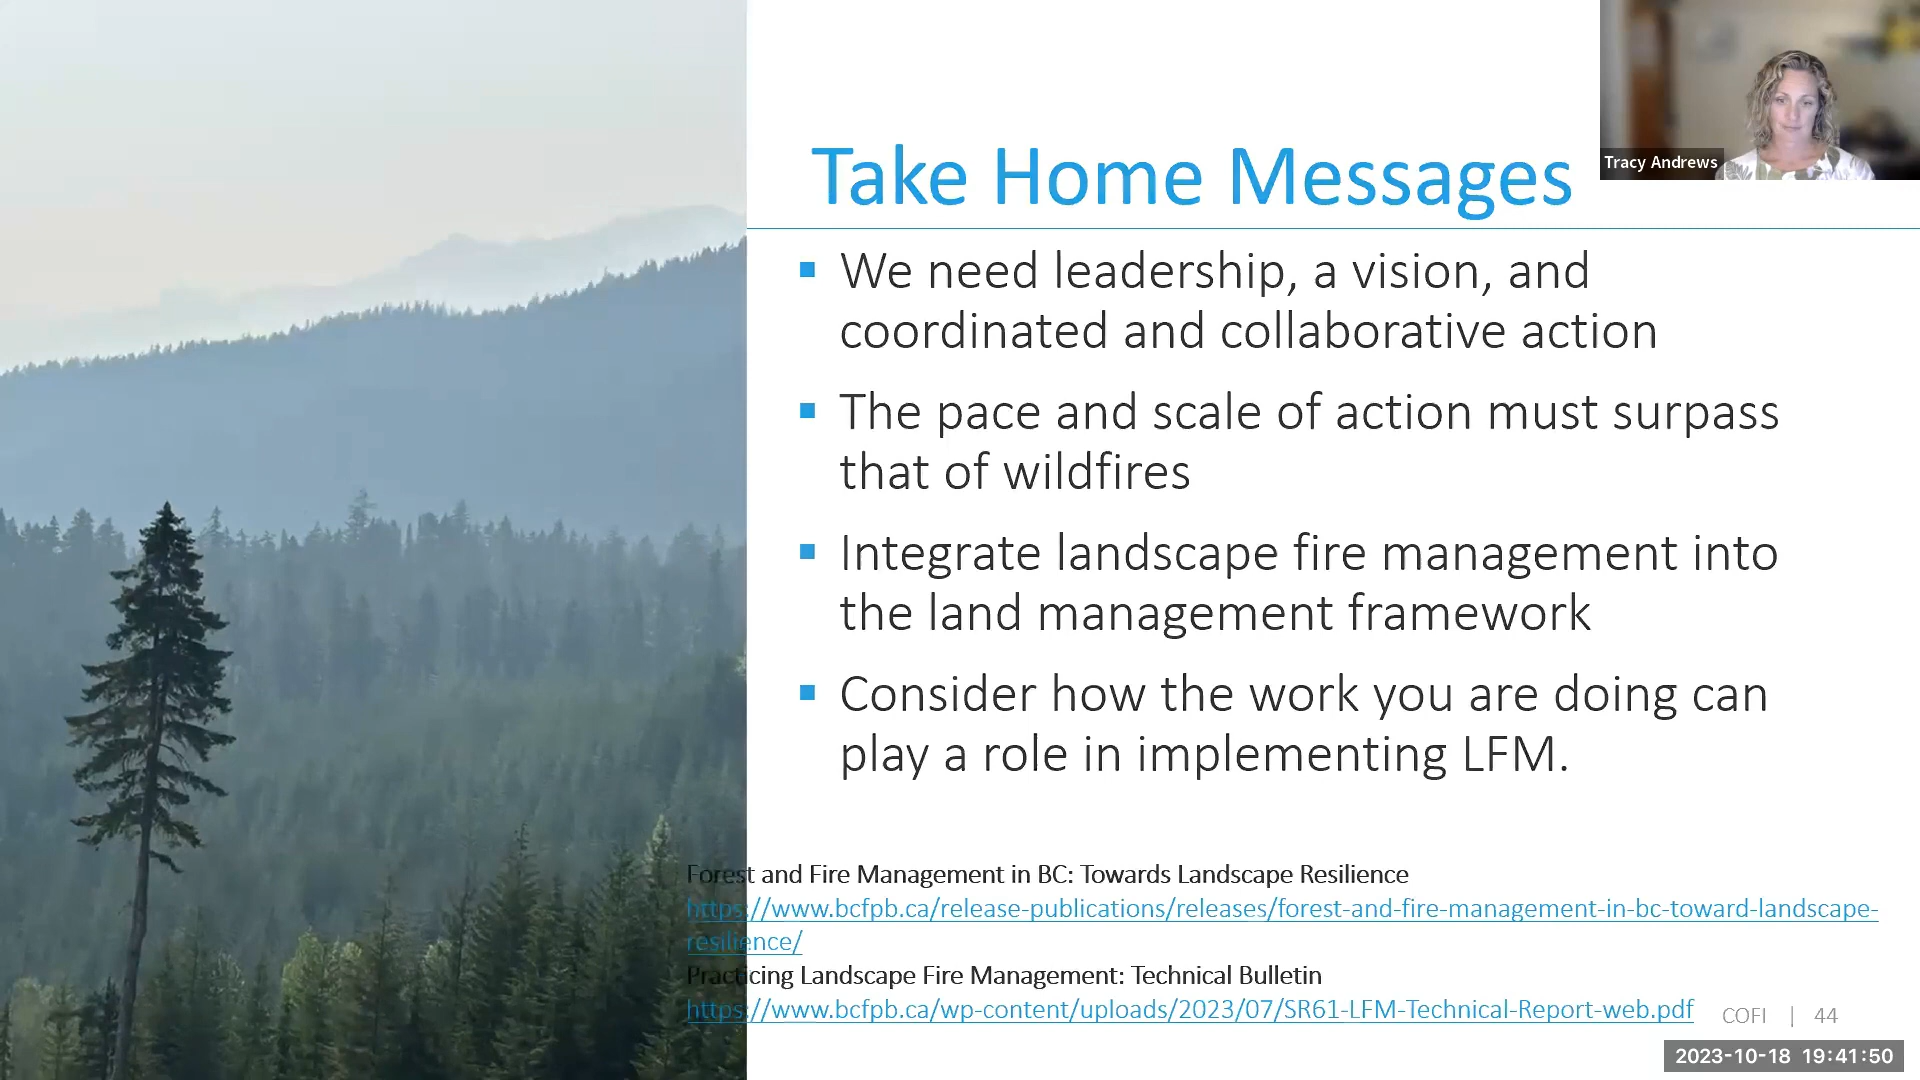 Tracy Andrews
Take Home Messages
▪ We need leadership, a vision, and
coordinated and collaborative action
▪ The pace and scale of action must surpass
that of wildfires
▪ Integrate landscape fire management into
the land management framework
▪ Consider how the work you are doing can
play a role in implementing LFM.
Forest and Fire Management in BC: Towards Landscape Resilience
https://www.bcfpb.ca/release-publications/releases/forest-and-fire-management-in-bc-toward-landscape-
resilience/
Practicing Landscape Fire Management: Technical Bulletin
https://www.bcfpb.ca/wp-content/uploads/2023/07/SR61-LFM-Technical-Report-web.pdf
COFI | 44
2023-10-18 19:41:50